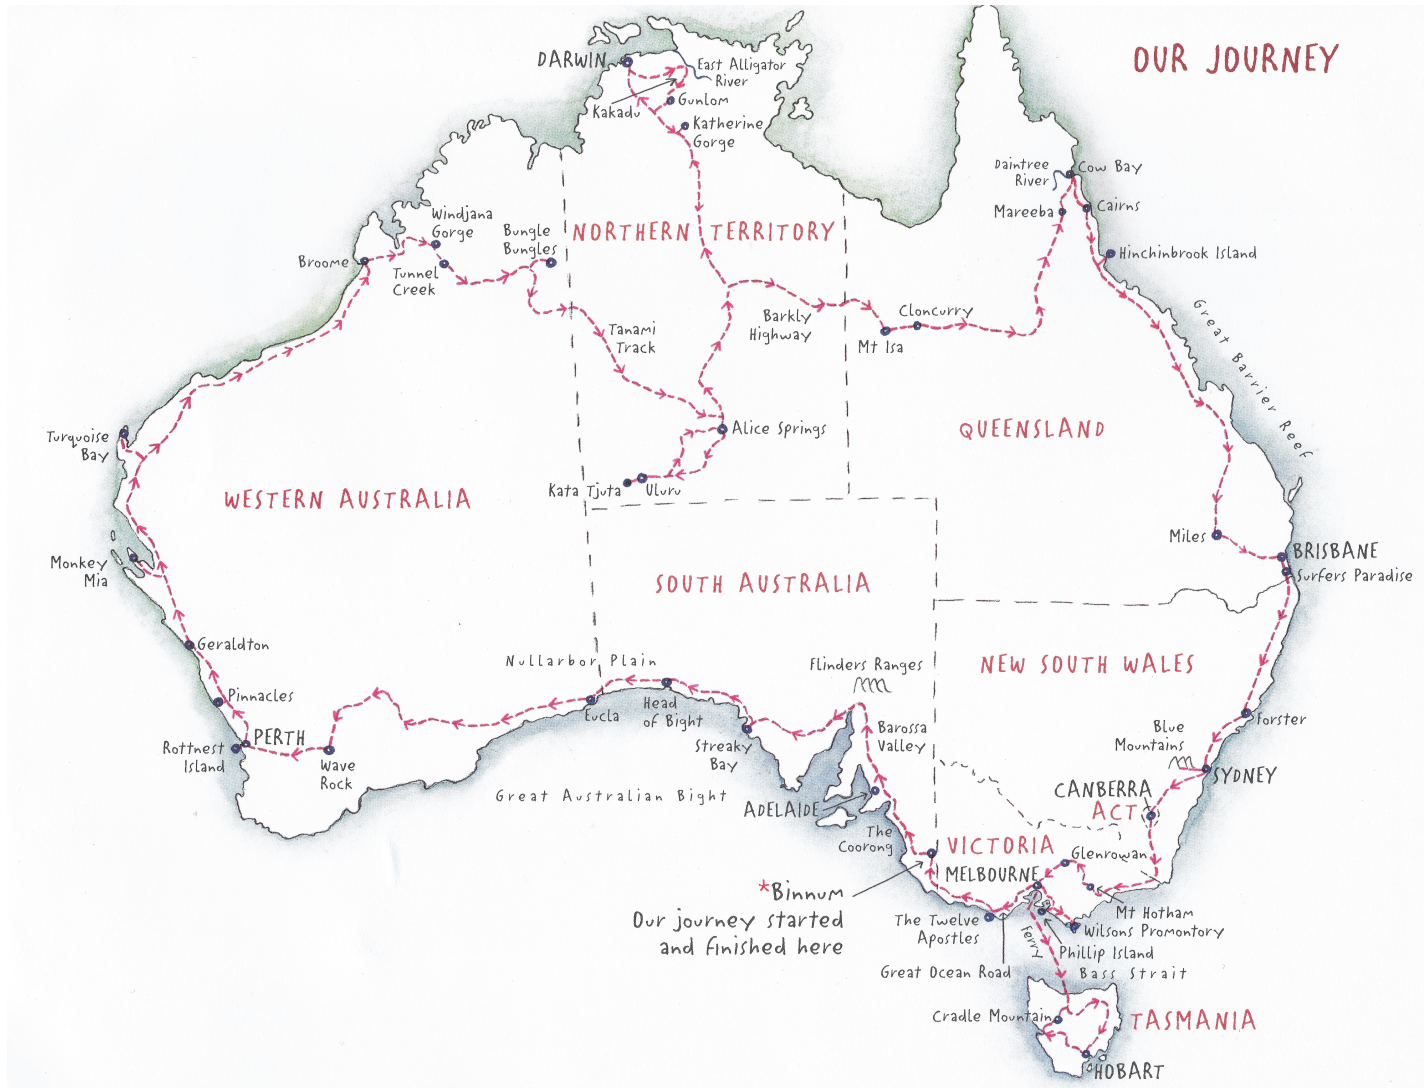 OUR JOURNEY
DARWIN
East Alligator
River
Kakadu
Gunlom
Katherine
Gorge
Daintree
River
Cow Bay
Mareeba
Cairns
Hinchinbrook Island
Great Barrier Reef
Windjana
Gorge
Bungle
Bungles
Broome
Tunnel
Creek
NORTHERN TERRITORY
Tanami
Track
Barkly
Highway
Cloncurry
Mt Isa
Turquoise
Bay
Alice Springs
QUEENSLAND
Kata Tjuta
Uluru
WESTERN AUSTRALIA
Monkey
Mia
Miles
BRISBANE
Surfers Paradise
SOUTH AUSTRALIA
Geraldton
Nullarbor Plain
Flinders Ranges
NEW SOUTH WALES
Pinnacles
Eucla
Head
of Bight
Streaky
Bay
Barossa
Valley
Forster
Blue
Mountains
Rottnest
Island
PERTH
Wave
Rock
SYDNEY
CANBERRA
ACT
Great Australian Bight
ADELAIDE
The
Coorong
VICTORIA
Glenrowan
MELBOURNE
*Binnum
Our journey started
and finished here
The Twelve
Apostles
Mt Hotham
Wilsons Promontory
Ferry
Phillip Island
Great Ocean Road
Bass Strait
Cradle Mountain
TASMANIA
HOBART